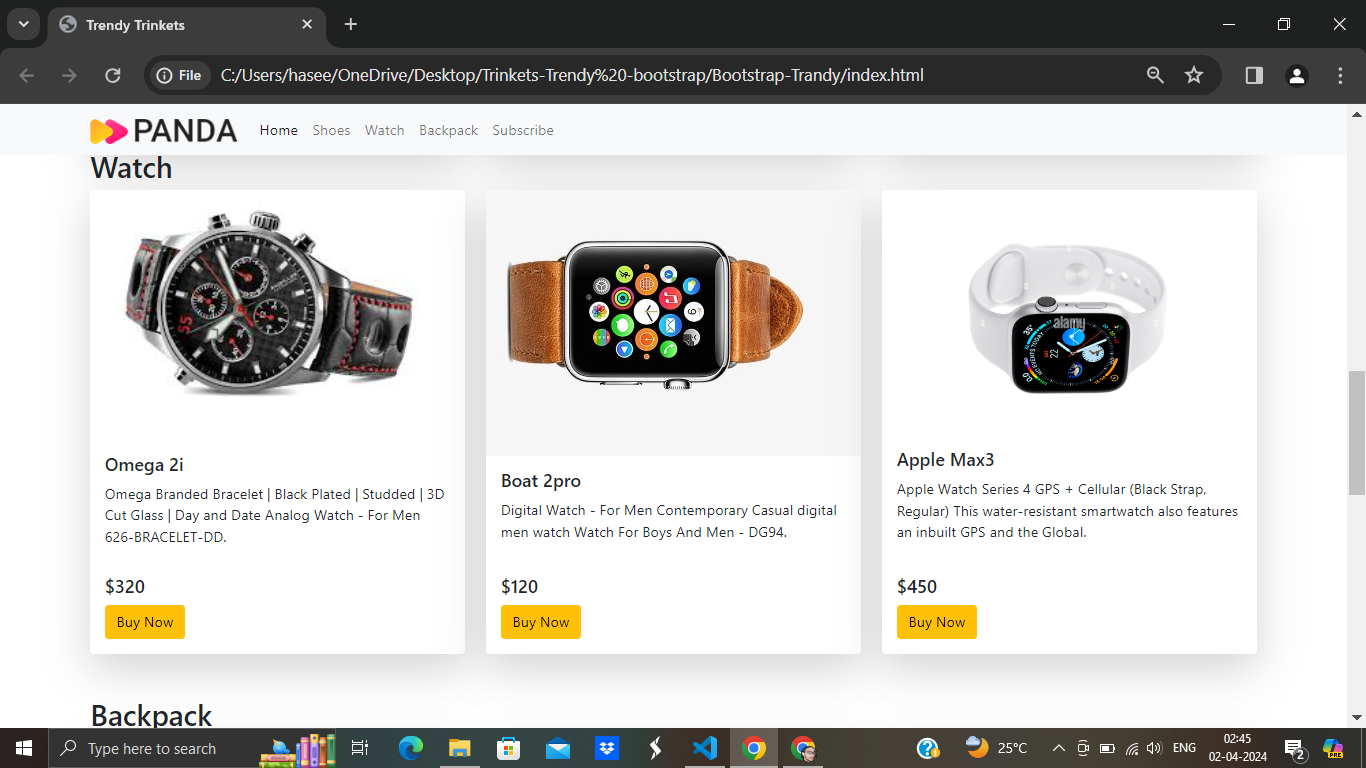 Trendy Trinkets
File C:/Users/hasee/OneDrive/Desktop/Trinkets-Trendy%20-bootstrap/Bootstrap-Trandy/index.html
PANDA Home Shoes Watch Backpack Subscribe
Watch
55
alamy
22
Omega 2i
Omega Branded Bracelet | Black Plated | Studded | 3D
Cut Glass | Day and Date Analog Watch - For Men
626-BRACELET-DD.
$320
Buy Now
Boat 2pro
Digital Watch - For Men Contemporary Casual digital
men watch Watch For Boys And Men - DG94.
$120
Buy Now
Apple Max3
Apple Watch Series 4 GPS + Cellular (Black Strap,
Regular) This water-resistant smartwatch also features
an inbuilt GPS and the Global.
$450
Buy Now
Backpack
Type here to search
25°C
ENG
02:45
02-04-2024
2
PRE